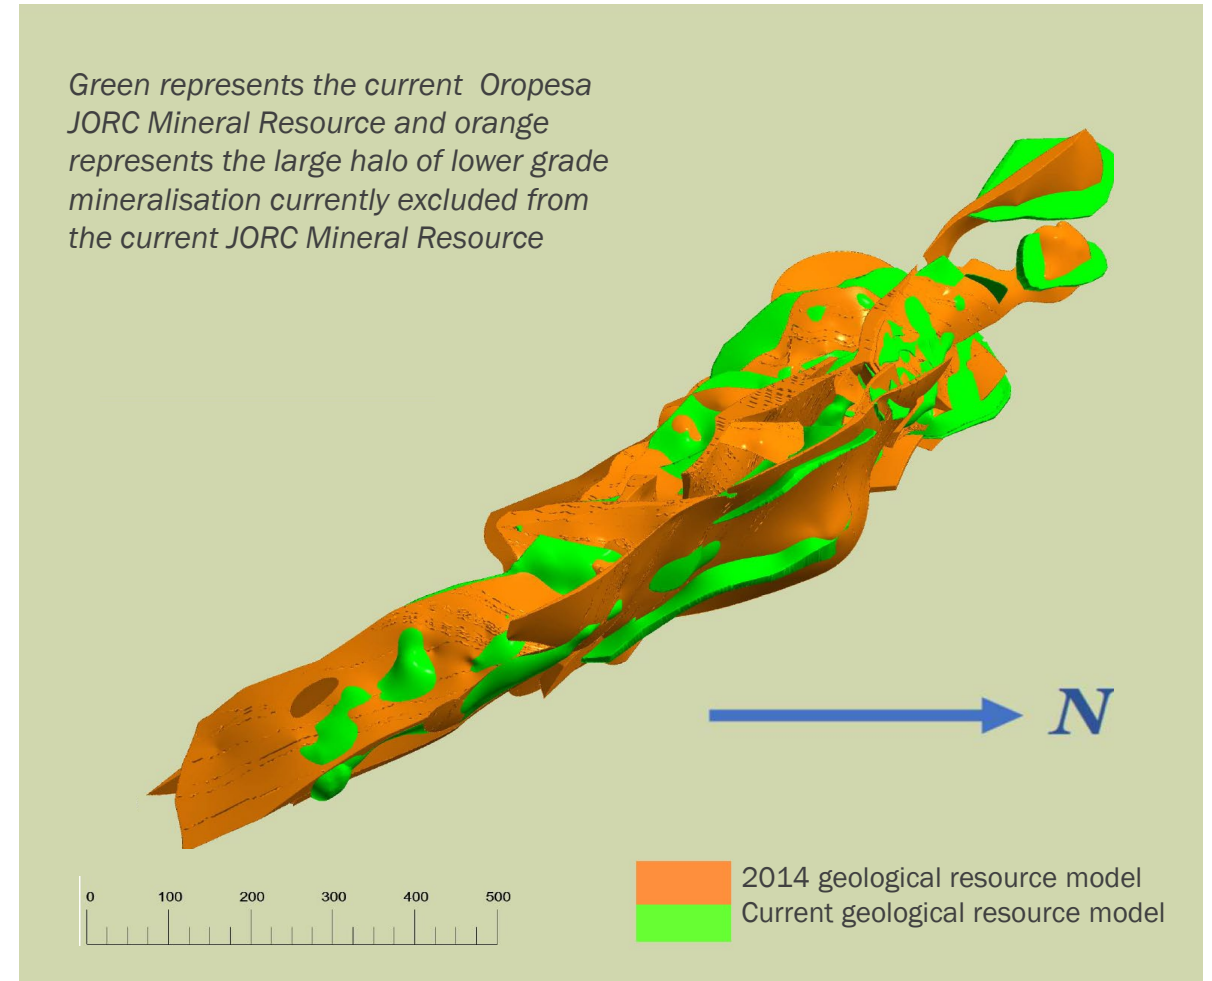 Green represents the current Oropesa
JORC Mineral Resource and orange
represents the large halo of lower grade
mineralisation currently excluded from
the current JORC Mineral Resource
N
0 100 200 300 400 500
2014 geological resource model
Current geological resource model